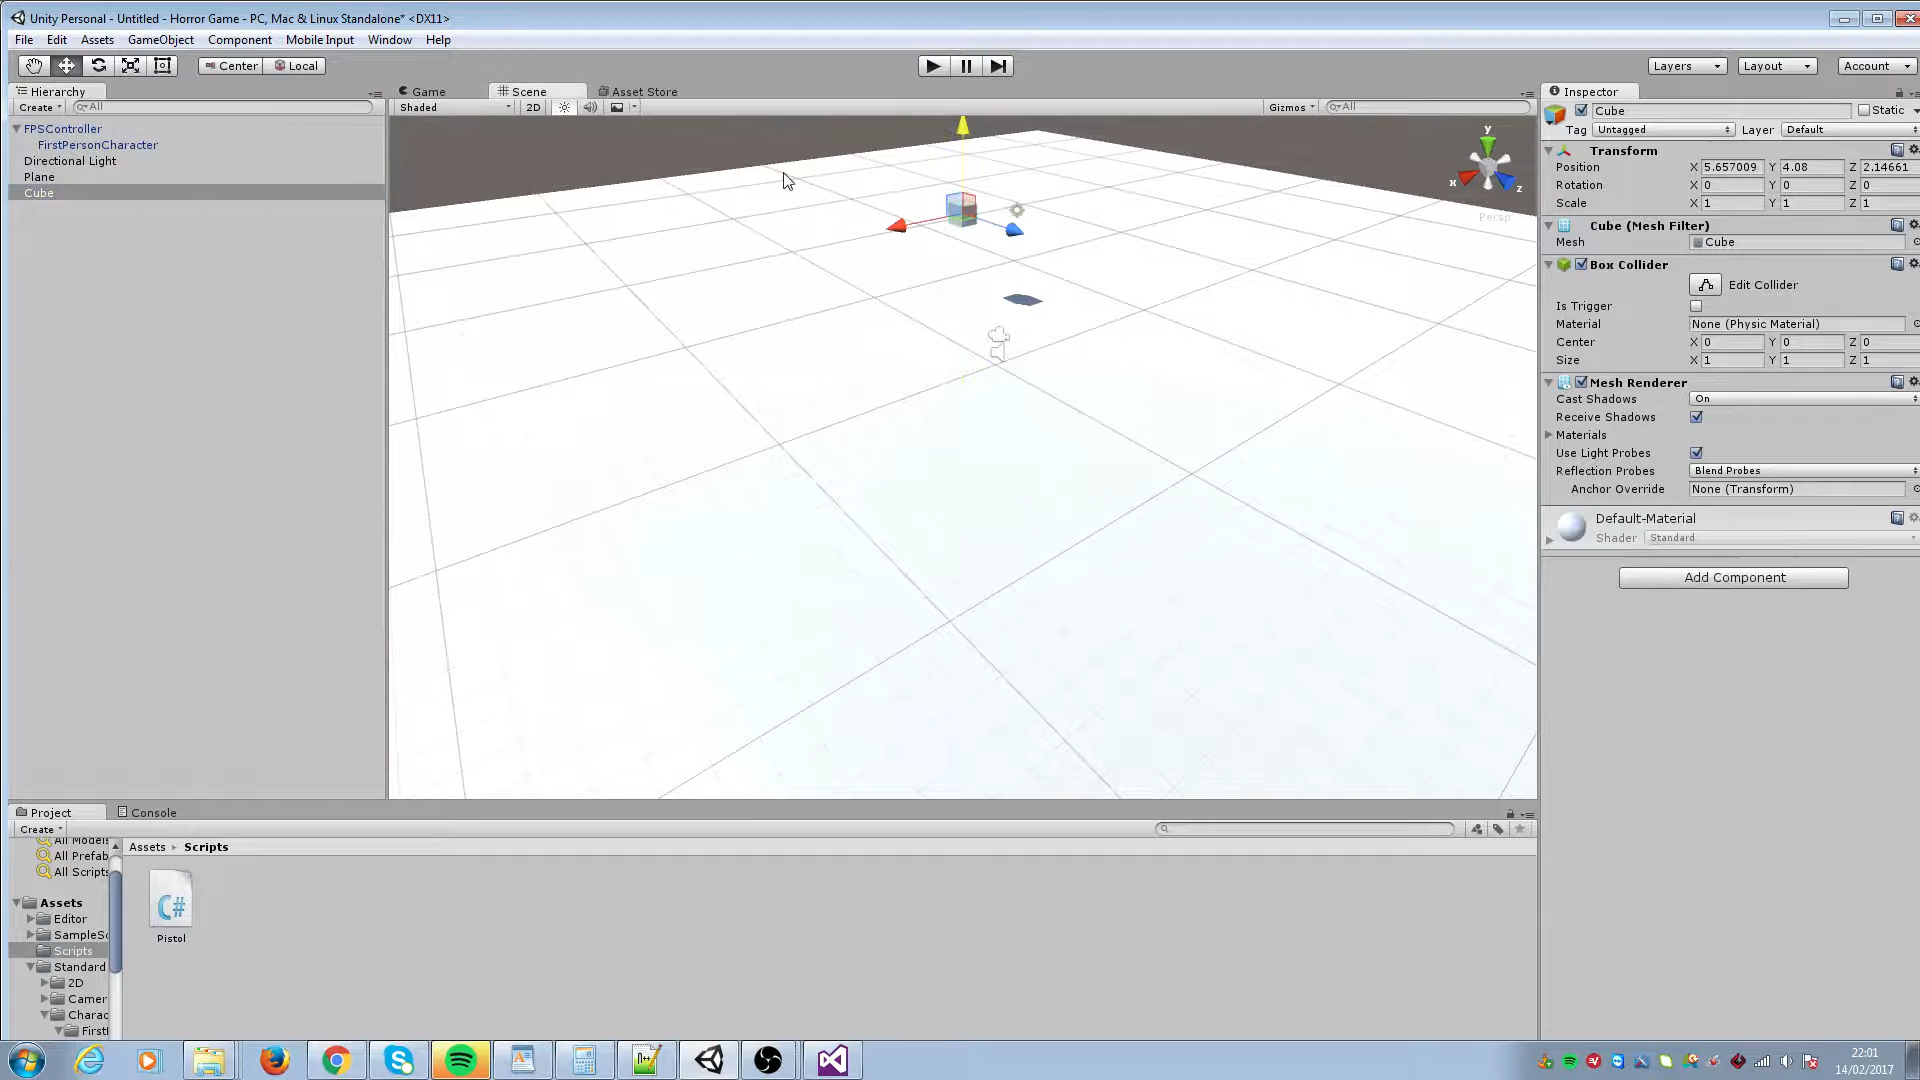 Unity Personal - Untitled - Horror Game - PC, Mac & Linux Standalone* <DX11>
File Edit Assets GameObject Component Mobile Input Window Help
Center Local Layers Layout Account
Hierarchy
Create All
FPSController
FirstPersonCharacter
Directional Light
Plane
Cube
Game Scene Asset Store
Shaded 2D Gizmos All
y
x
z
Persp
Inspector
Cube Static
Tag Untagged Layer Default
Transform
Position X 5.657009 Y 4.08 Z 2.14661
Rotation X 0 Y 0 Z 0
Scale X 1 Y 1 Z 1
Cube (Mesh Filter)
Mesh Cube
Box Collider
Edit Collider
Is Trigger
Material None (Physic Material)
Center X 0 Y 0 Z 0
Size X 1 Y 1 Z 1
Mesh Renderer
Cast Shadows On
Receive Shadows
Materials
Use Light Probes
Reflection Probes Blend Probes
Anchor Override None (Transform)
Default-Material
Shader Standard
Add Component
Project Console
Create
All Models
All Prefab
All Scripts
Assets
Editor
SampleSc
Scripts
Standard
2D
Camer
Charac
FirstI
Assets Scripts
C#
Pistol
22:01
14/02/2017